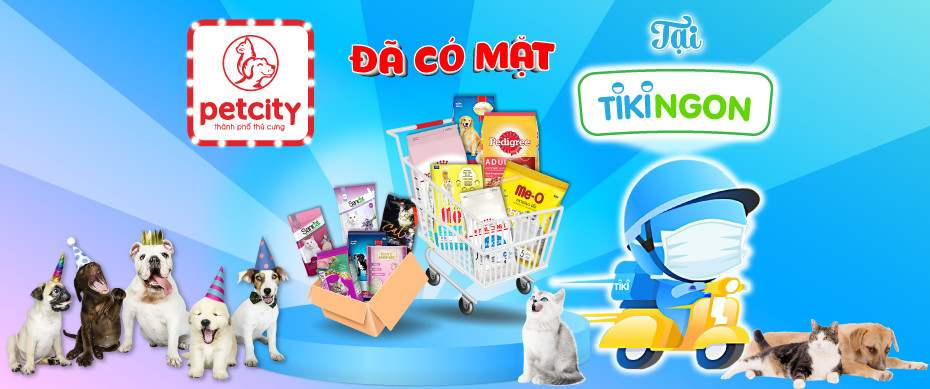 petcity
thành phố thú cưng
ĐÃ CÓ MẶT
Tại
TIKINGON
Pedigree
ADULT
Me-O
TIKI